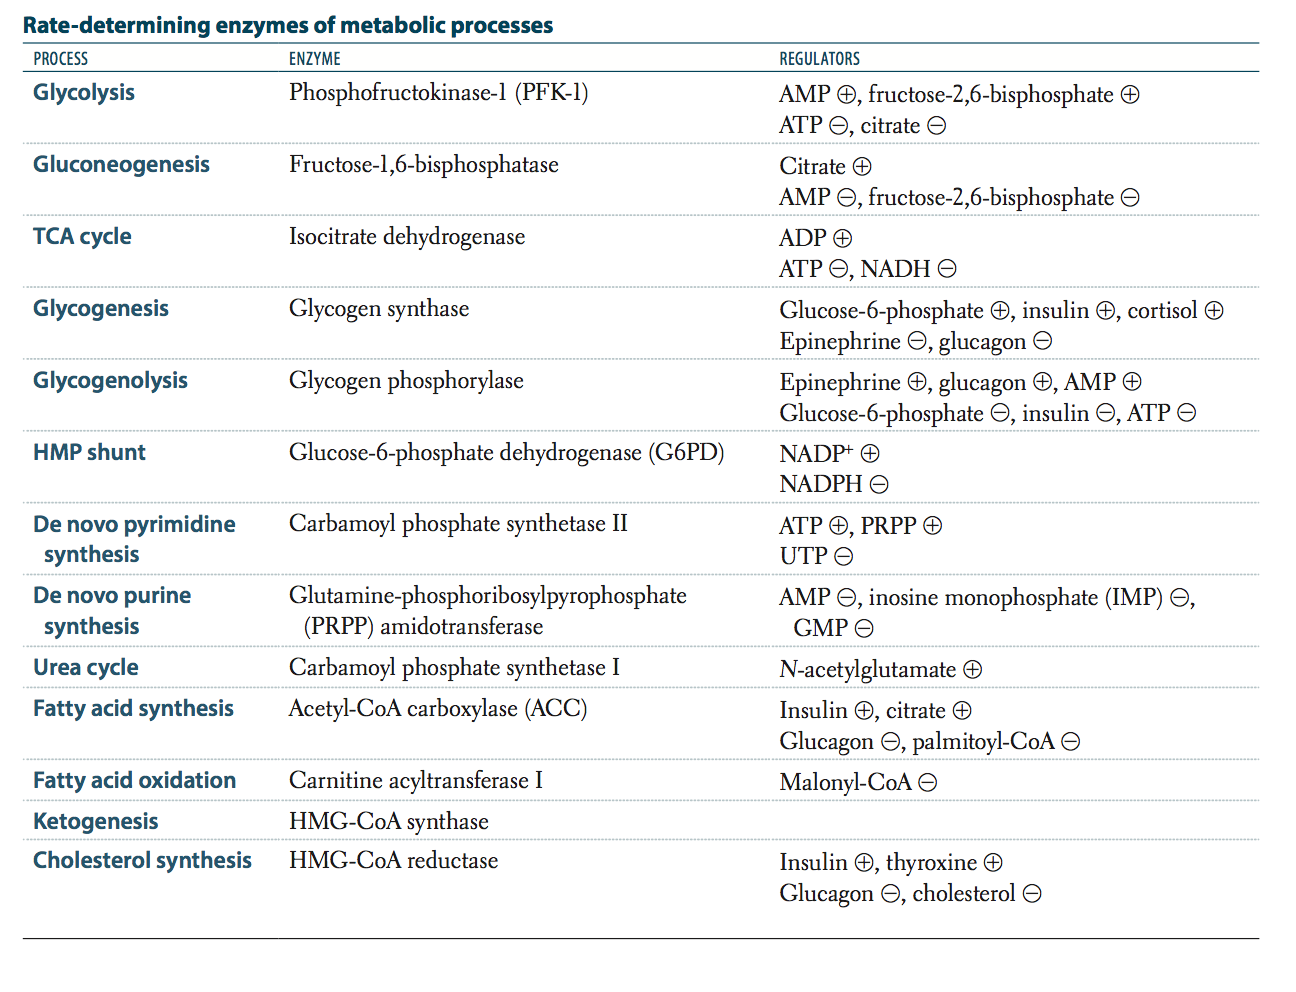 Rate-determining enzymes of metabolic processes
PROCESS ENZYME REGULATORS
Glycolysis Phosphofructokinase-1 (PFK-1) AMP ⊕, fructose-2,6-bisphosphate ⊕
ATP ⊖, citrate ⊖
Gluconeogenesis Fructose-1,6-bisphosphatase Citrate ⊕
AMP ⊖, fructose-2,6-bisphosphate ⊖
TCA cycle Isocitrate dehydrogenase ADP ⊕
ATP ⊖, NADH ⊖
Glycogenesis Glycogen synthase Glucose-6-phosphate ⊕, insulin ⊕, cortisol ⊕
Epinephrine ⊖, glucagon ⊖
Glycogenolysis Glycogen phosphorylase Epinephrine ⊕, glucagon ⊕, AMP ⊕
Glucose-6-phosphate ⊖, insulin ⊖, ATP ⊖
HMP shunt Glucose-6-phosphate dehydrogenase (G6PD) NADP⁺ ⊕
NADPH ⊖
De novo pyrimidine Carbamoyl phosphate synthetase II ATP ⊕, PRPP ⊕
synthesis UTP ⊖
De novo purine Glutamine-phosphoribosylpyrophosphate AMP ⊖, inosine monophosphate (IMP) ⊖,
synthesis (PRPP) amidotransferase GMP ⊖
Urea cycle Carbamoyl phosphate synthetase I N-acetylglutamate ⊕
Fatty acid synthesis Acetyl-CoA carboxylase (ACC) Insulin ⊕, citrate ⊕
Glucagon ⊖, palmitoyl-CoA ⊖
Fatty acid oxidation Carnitine acyltransferase I Malonyl-CoA ⊖
Ketogenesis HMG-CoA synthase
Cholesterol synthesis HMG-CoA reductase Insulin ⊕, thyroxine ⊕
Glucagon ⊖, cholesterol ⊖